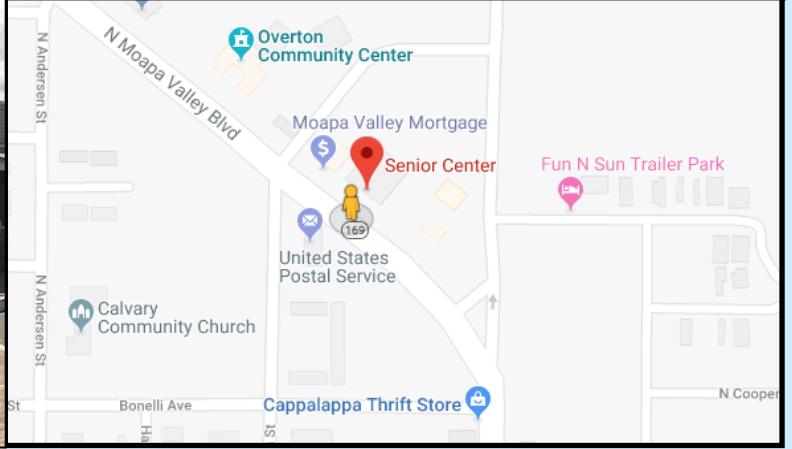 N Andersen St
N Moapa Valley Blvd
Overton
Community Center
Moapa Valley Mortgage
$
Senior Center
Fun N Sun Trailer Park
169
United States
Postal Service
N Andersen St
Calvary
Community Church
St
Bonelli Ave
Ha
St
Cappalappa Thrift Store
N Cooper